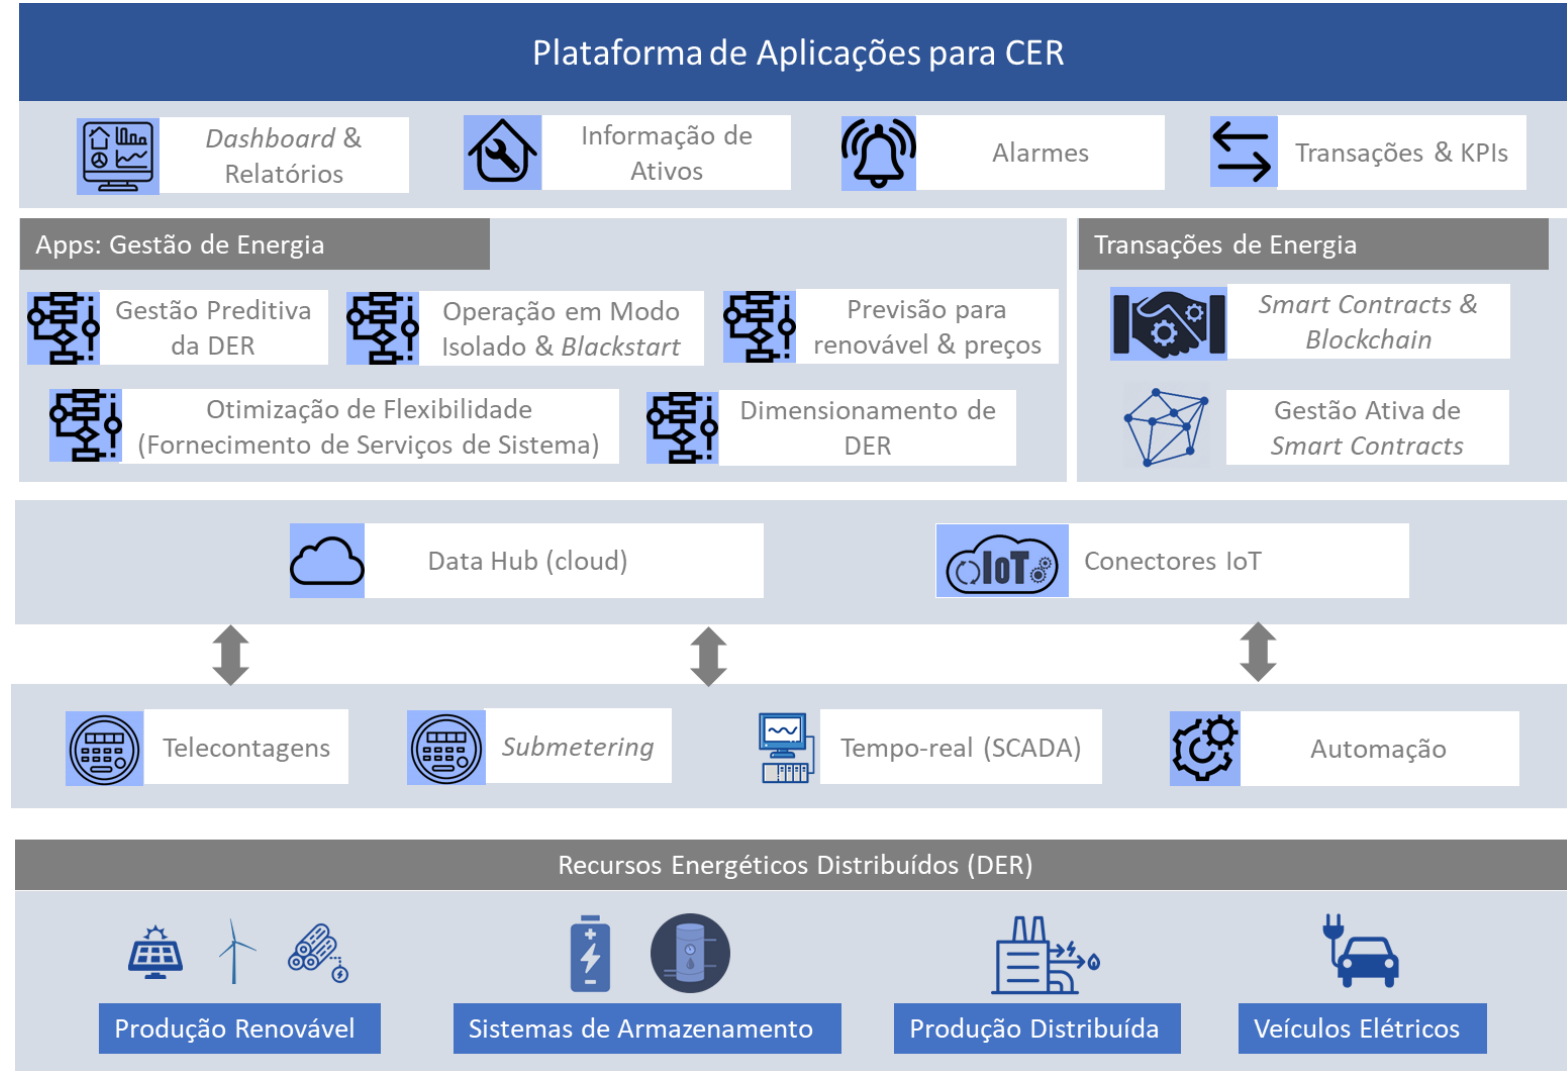 Plataforma de Aplicações para CER
Dashboard &
Relatórios
Informação de
Ativos
Alarmes
Transações & KPIs
Apps: Gestão de Energia
Gestão Preditiva
da DER
Operação em Modo
Isolado & Blackstart
Previsão para
renovável & preços
Otimização de Flexibilidade
(Fornecimento de Serviços de Sistema)
Dimensionamento de
DER
Transações de Energia
Smart Contracts &
Blockchain
Gestão Ativa de
Smart Contracts
Data Hub (cloud)
IoT
Conectores IoT
Telecontagens
Submetering
Tempo-real (SCADA)
Automação
Recursos Energéticos Distribuídos (DER)
Produção Renovável
Sistemas de Armazenamento
Produção Distribuída
Veículos Elétricos